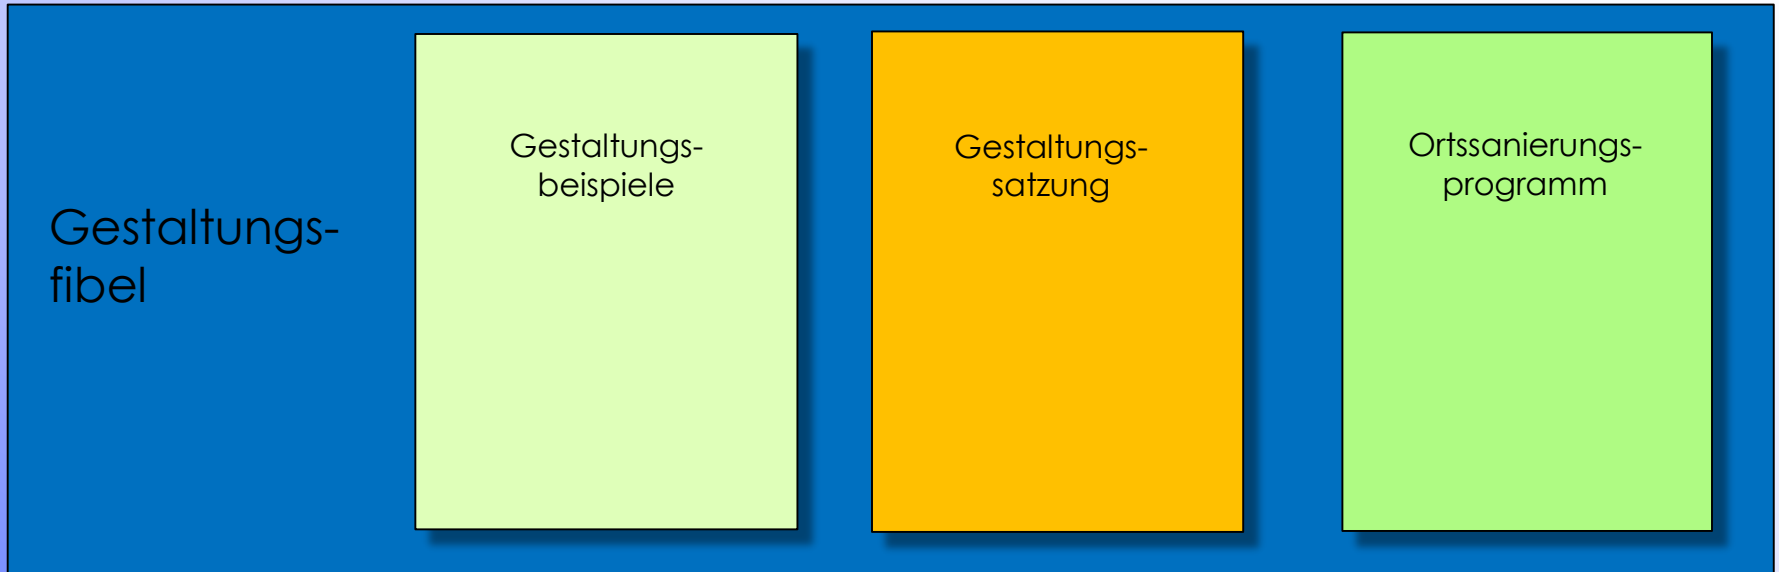 Gestaltungs-
fibel
Gestaltungs-
beispiele
Gestaltungs-
satzung
Ortssanierungs-
programm